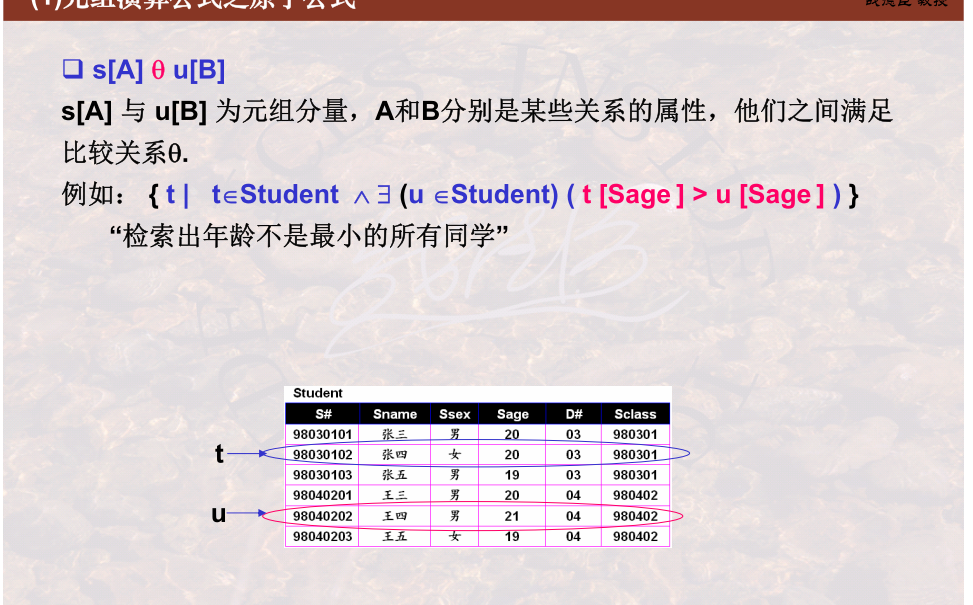 (1)元组演算公式之原子公式
战德臣 教授
❑ s[A] θ u[B]
s[A] 与 u[B] 为元组分量，A和B分别是某些关系的属性，他们之间满足
比较关系θ.
例如： { t | t∈Student ∧ ∃ (u ∈Student) ( t [Sage ] > u [Sage ] ) }
“检索出年龄不是最小的所有同学”
Student
S# Sname Ssex Sage D# Sclass
98030101 张三 男 20 03 980301
t 98030102 张四 女 20 03 980301
98030103 张五 男 19 03 980301
98040201 王三 男 20 04 980402
u 98040202 王四 男 21 04 980402
98040203 王五 女 19 04 980402